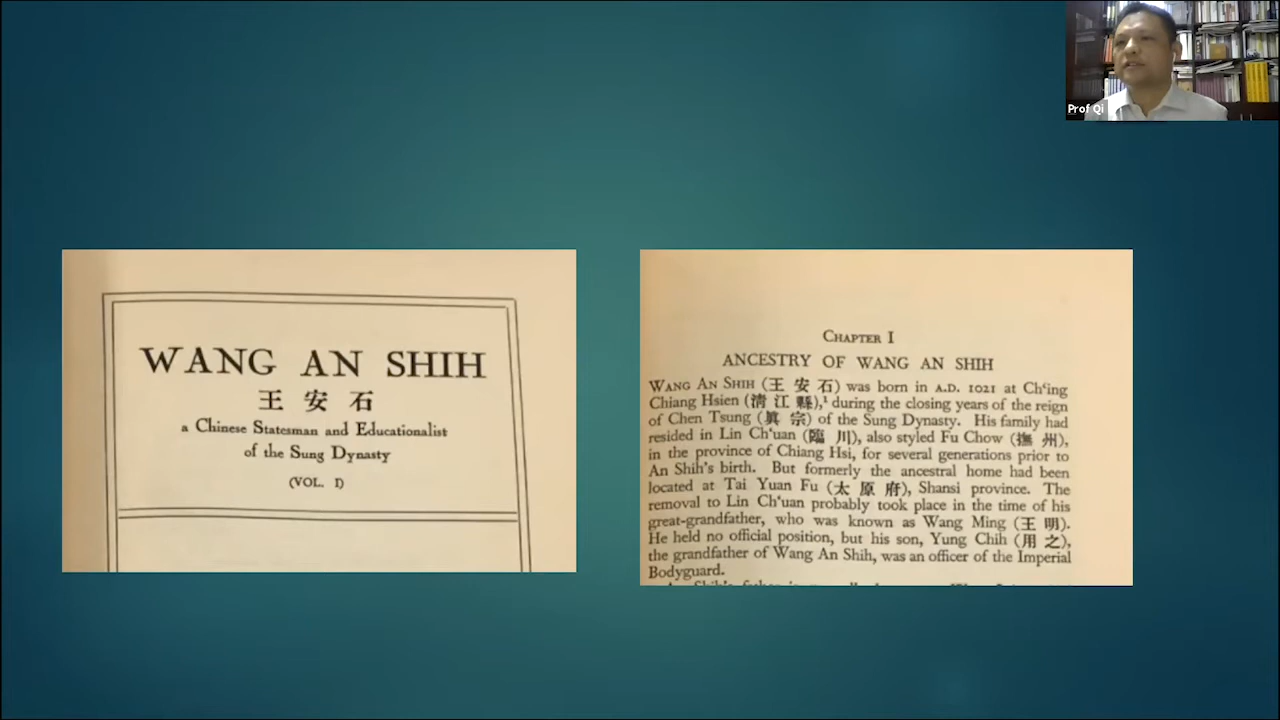 Prof Qi
WANG AN SHIH
王 安 石
a Chinese Statesman and Educationalist
of the Sung Dynasty
(VOL. I)
CHAPTER I
ANCESTRY OF WANG AN SHIH
WANG AN SHIH (王 安 石) was born in A.D. 1021 at Ch‘ing
Chiang Hsien (清 江 縣),¹ during the closing years of the reign
of Chen Tsung (眞 宗) of the Sung Dynasty. His family had
resided in Lin Ch‘uan (臨 川), also styled Fu Chow (撫 州),
in the province of Chiang Hsi, for several generations prior to
An Shih's birth. But formerly the ancestral home had been
located at Tai Yuan Fu (太 原 府), Shansi province. The
removal to Lin Ch‘uan probably took place in the time of his
great-grandfather, who was known as Wang Ming (王 明).
He held no official position, but his son, Yung Chih (用 之),
the grandfather of Wang An Shih, was an officer of the Imperial
Bodyguard.